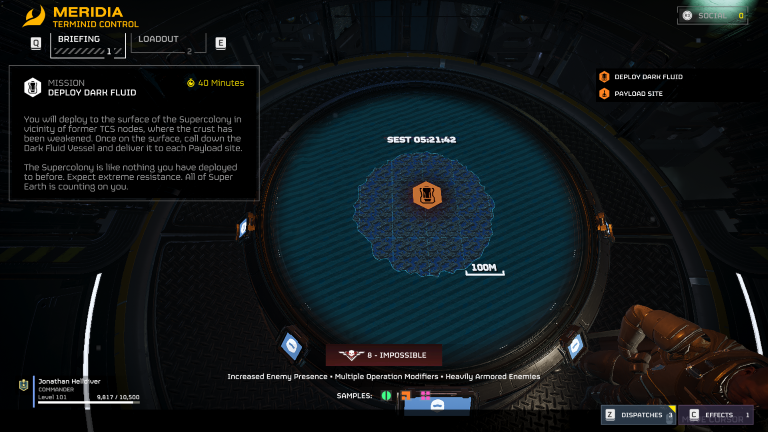 MERIDIA
TERMINID CONTROL
Q
BRIEFING
1
LOADOUT
2
E
SOCIAL 0
MISSION
DEPLOY DARK FLUID
40 Minutes
You will deploy to the surface of the Supercolony in
vicinity of former TCS nodes, where the crust has
been weakened. Once on the surface, call down the
Dark Fluid Vessel and deliver it to each Payload site.
The Supercolony is like nothing you have deployed
to before. Expect extreme resistance. All of Super
Earth is counting on you.
DEPLOY DARK FLUID
PAYLOAD SITE
SEST 05:21:42
100M
8 - IMPOSSIBLE
Increased Enemy Presence • Multiple Operation Modifiers • Heavily Armored Enemies
SAMPLES:
Jonathan Helldiver
COMMANDER
Level 101
9,817 / 10,500
Z DISPATCHES 3
C EFFECTS 1
CURSOR